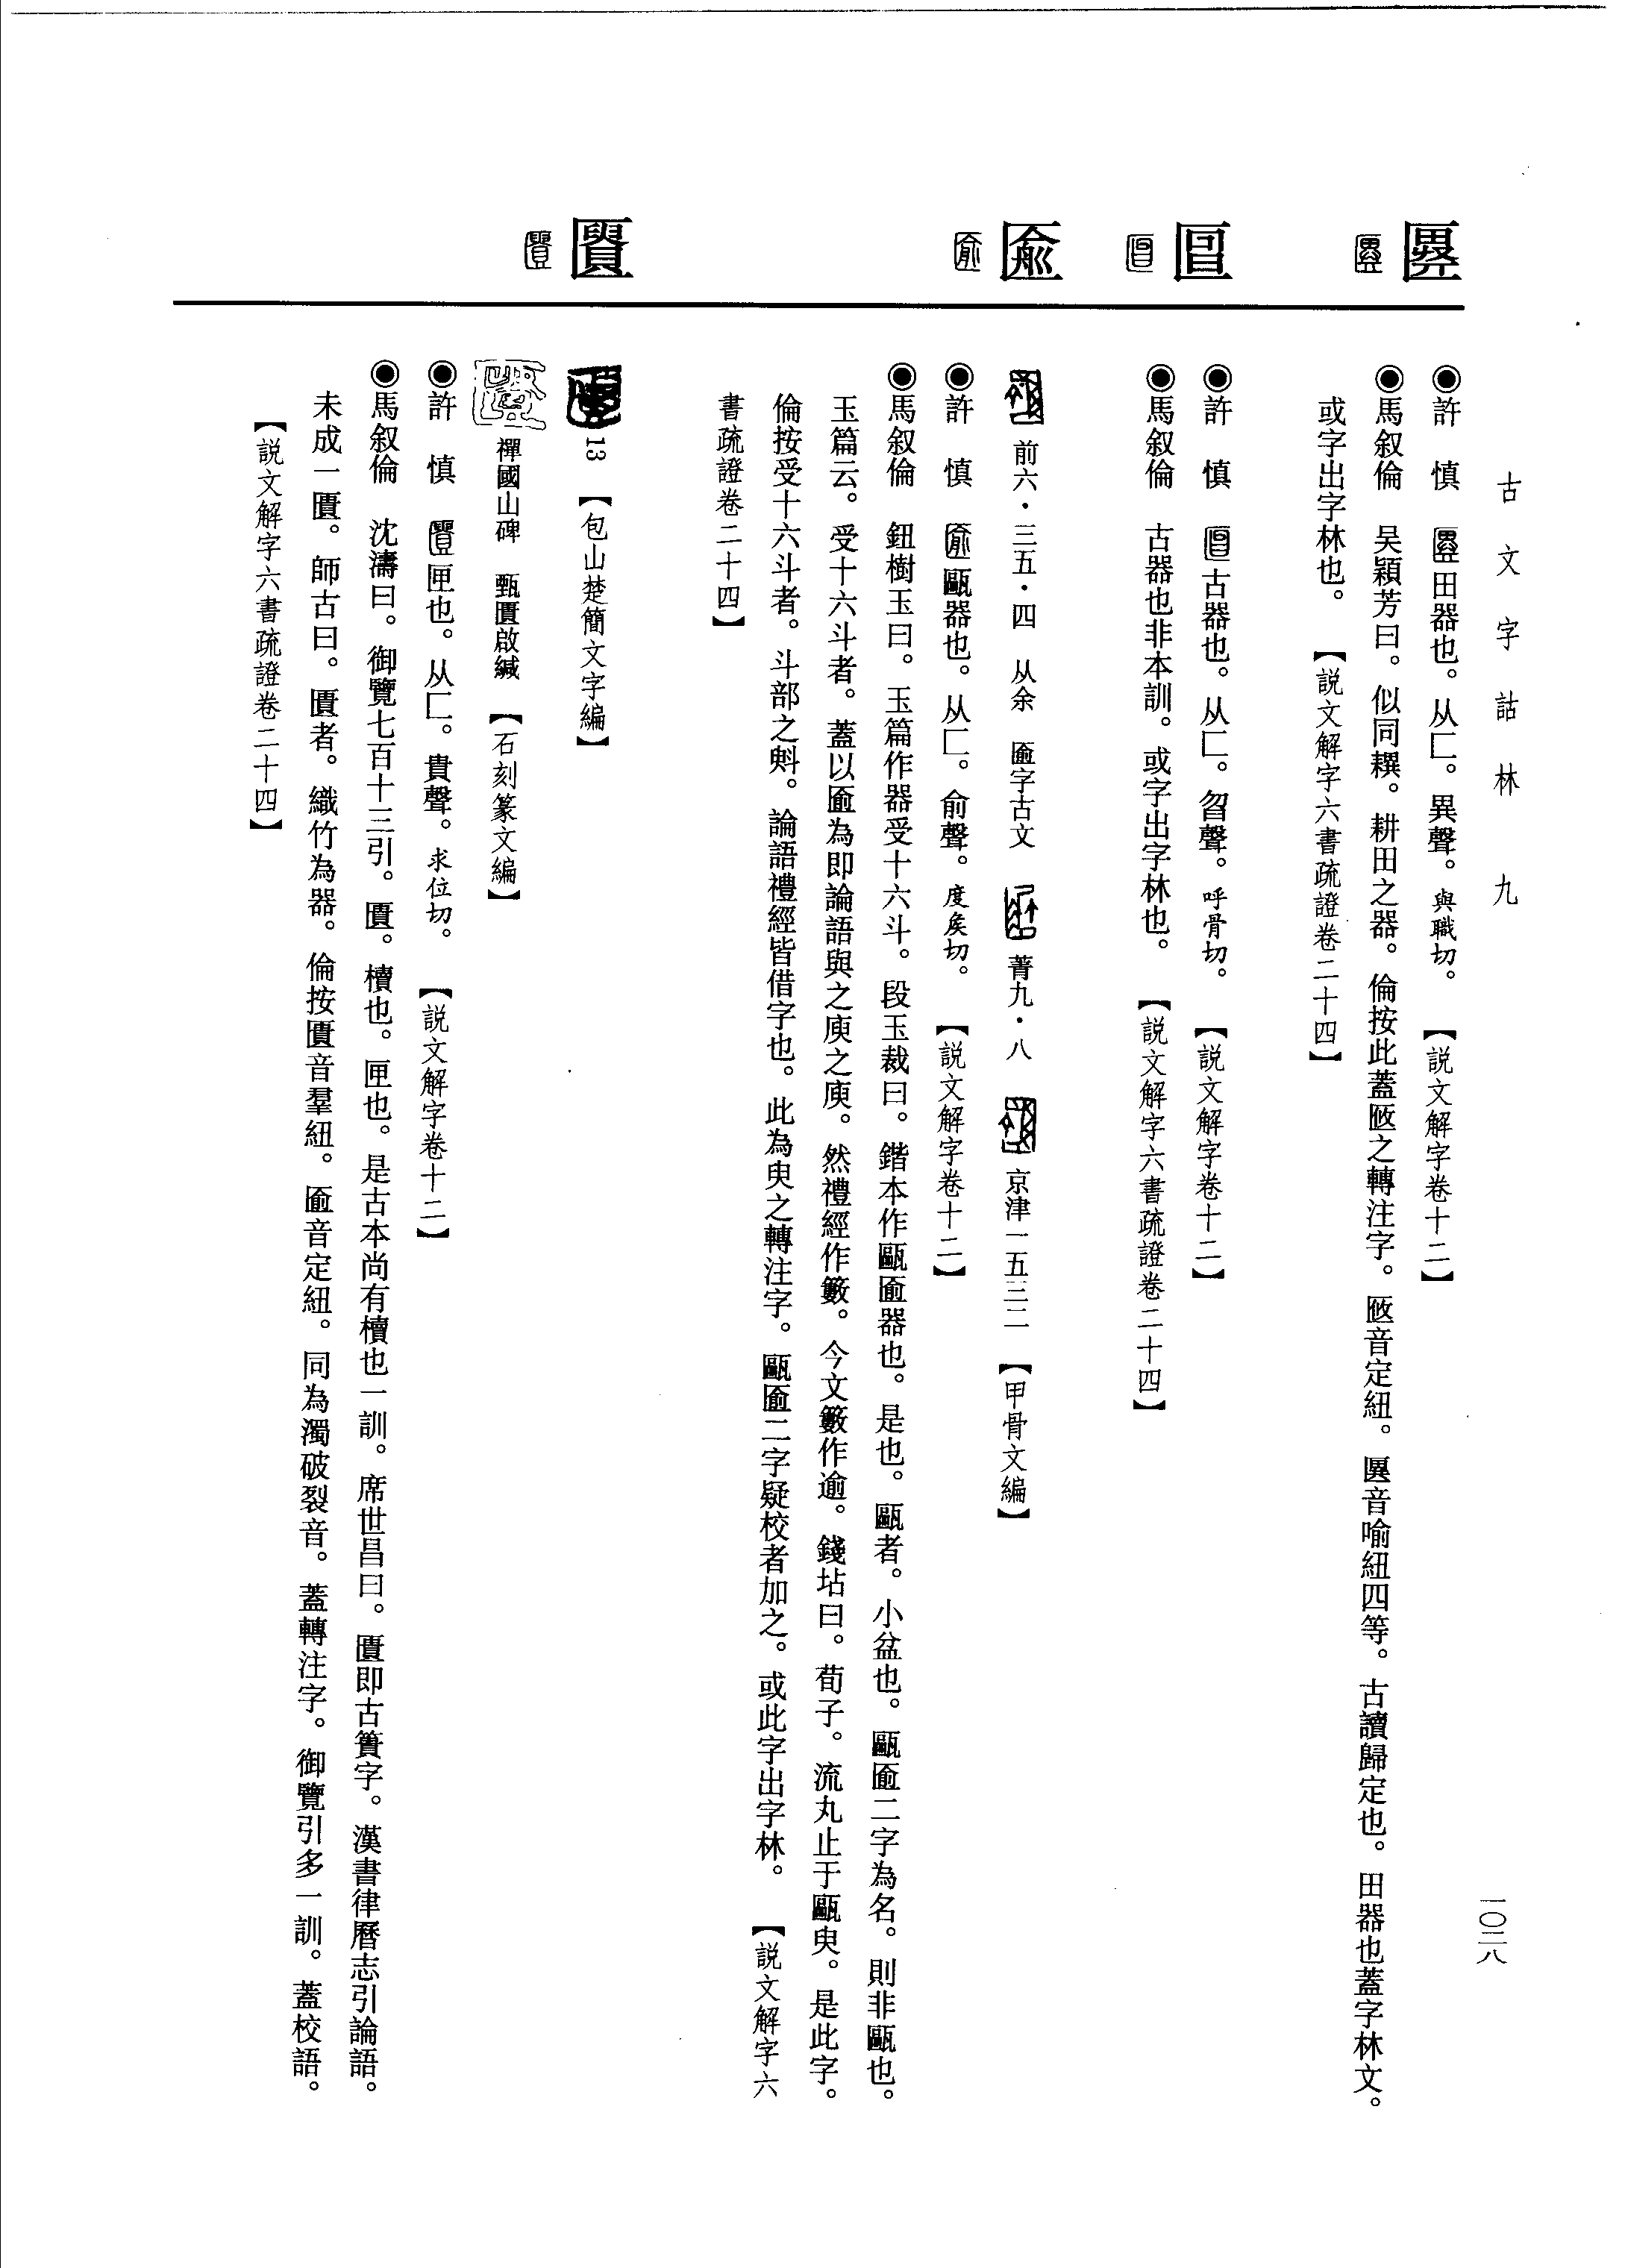 古文字詁林 九
一〇二八
◉許 慎 田器也。从匚。異聲。與職切。【説文解字卷十二】
◉馬叙倫 吴穎芳曰。似同𫅡。耕田之器。倫按此蓋匢之轉注字。音定紐。音喻紐四等。古讀歸定也。田器也蓋字林文。
或字出字林也。【説文解字六書疏證卷二十四】
◉許 慎 古器也。从匚。曶聲。呼骨切。【説文解字卷十二】
◉馬叙倫 古器也非本訓。或字出字林也。【説文解字六書疏證卷二十四】
前六·三五·四 从余 匬字古文 菁九·八 京津一五三二 【甲骨文編】
匬
◉許 慎 甌器也。从匚。俞聲。度矦切。【説文解字卷十二】
◉馬叙倫 鈕樹玉曰。玉篇作器受十六斗。段玉裁曰。鍇本作甌匬器也。是也。甌者。小盆也。甌匬二字為名。則非甌也。
玉篇云。受十六斗者。蓋以匬為即論語與之庾之庾。然禮經作籔。今文籔作逾。錢坫曰。荀子。流丸止于甌臾。是此字。
倫按受十六斗者。斗部之斞。論語禮經皆借字也。此為臾之轉注字。甌匬二字疑校者加之。或此字出字林。【説文解字六
書疏證卷二十四】
匱
13 【包山楚簡文字編】
禪國山碑 甄匱啟緘 【石刻篆文編】
◉許 慎 匣也。从匚。貴聲。求位切。【説文解字卷十二】
◉馬叙倫 沈濤曰。御覽七百十三引。匱。櫝也。匣也。是古本尚有櫝也一訓。席世昌曰。匱即古簣字。漢書律曆志引論語。
未成一匱。師古曰。匱者。織竹為器。倫按匱音羣紐。匬音定紐。同為濁破裂音。蓋轉注字。御覽引多一訓。蓋校語。
【説文解字六書疏證卷二十四】